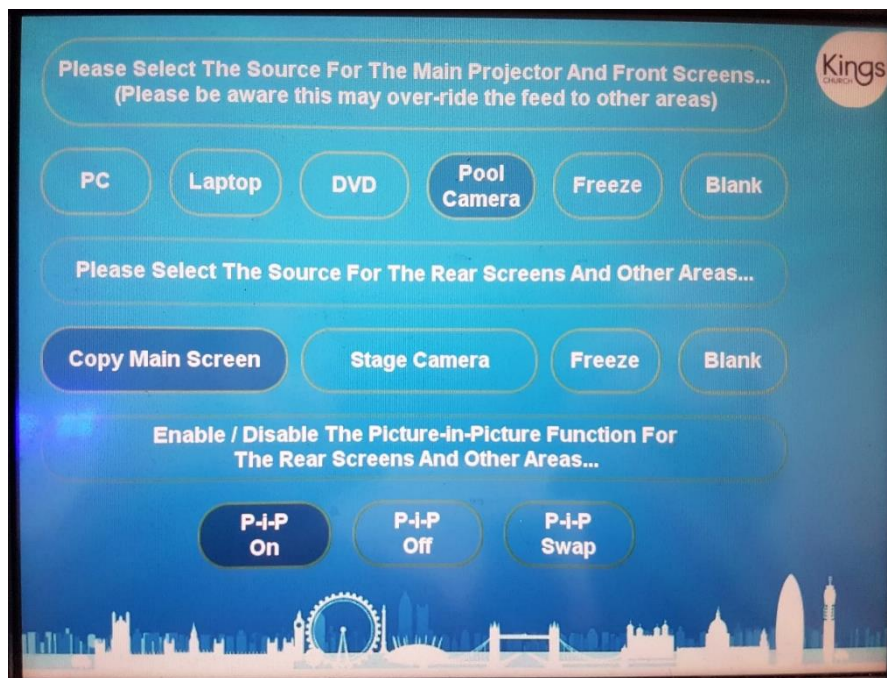 Please Select The Source For The Main Projector And Front Screens...
(Please be aware this may over-ride the feed to other areas)
Kings
CHURCH
PC
Laptop
DVD
Pool
Camera
Freeze
Blank
Please Select The Source For The Rear Screens And Other Areas...
Copy Main Screen
Stage Camera
Freeze
Blank
Enable / Disable The Picture-in-Picture Function For
The Rear Screens And Other Areas...
P-i-P
On
P-i-P
Off
P-i-P
Swap